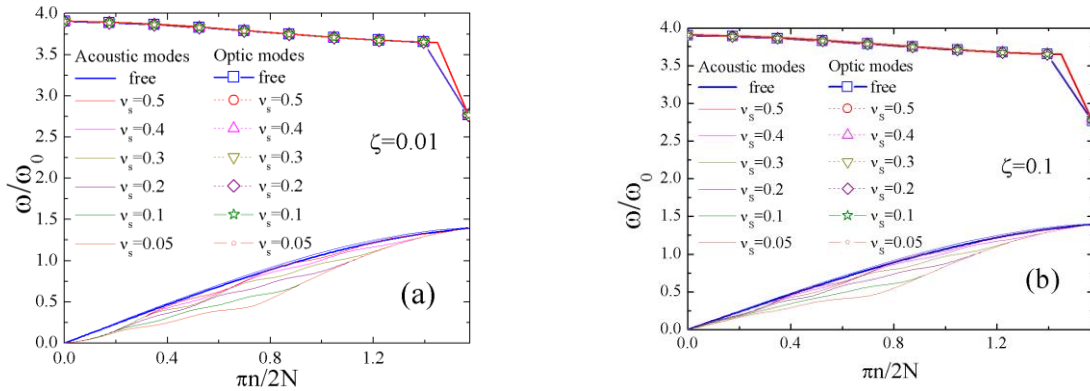 4.0
3.5
3.0
2.5
2.0
1.5
1.0
0.5
0.0
ω/ω₀
Acoustic modes Optic modes
free free
νₛ=0.5 νₛ=0.5
νₛ=0.4 νₛ=0.4
νₛ=0.3 νₛ=0.3
νₛ=0.2 νₛ=0.2
νₛ=0.1 νₛ=0.1
νₛ=0.05 νₛ=0.05
ζ=0.01
(a)
0.0 0.4 0.8 1.2
πn/2N
4.0
3.5
3.0
2.5
2.0
1.5
1.0
0.5
0.0
ω/ω₀
Acoustic modes Optic modes
free free
νₛ=0.5 νₛ=0.5
νₛ=0.4 νₛ=0.4
νₛ=0.3 νₛ=0.3
νₛ=0.2 νₛ=0.2
νₛ=0.1 νₛ=0.1
νₛ=0.05 νₛ=0.05
ζ=0.1
(b)
0.0 0.4 0.8 1.2
πn/2N